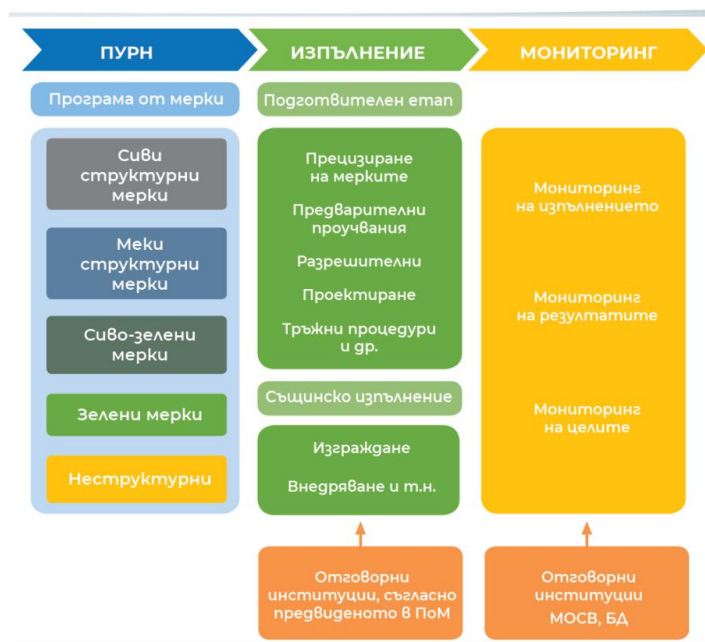 ПУРН
ИЗПЪЛНЕНИЕ
МОНИТОРИНГ
Програма от мерки
Подготвителен етап
Сиви
структурни
мерки
Меки
структурни
мерки
Сиво-зелени
мерки
Зелени мерки
Неструктурни
Прецизиране
на мерките
Предварителни
проучвания
Разрешителни
Проектиране
Тръжни процедури
и др.
Същинско изпълнение
Изграждане
Внедряване и т.н.
Мониторинг
на изпълнението
Мониторинг
на резултатите
Мониторинг
на целите
Отговорни
институции, съгласно
предвиденото в ПоМ
Отговорни
институции
МОСВ, БД